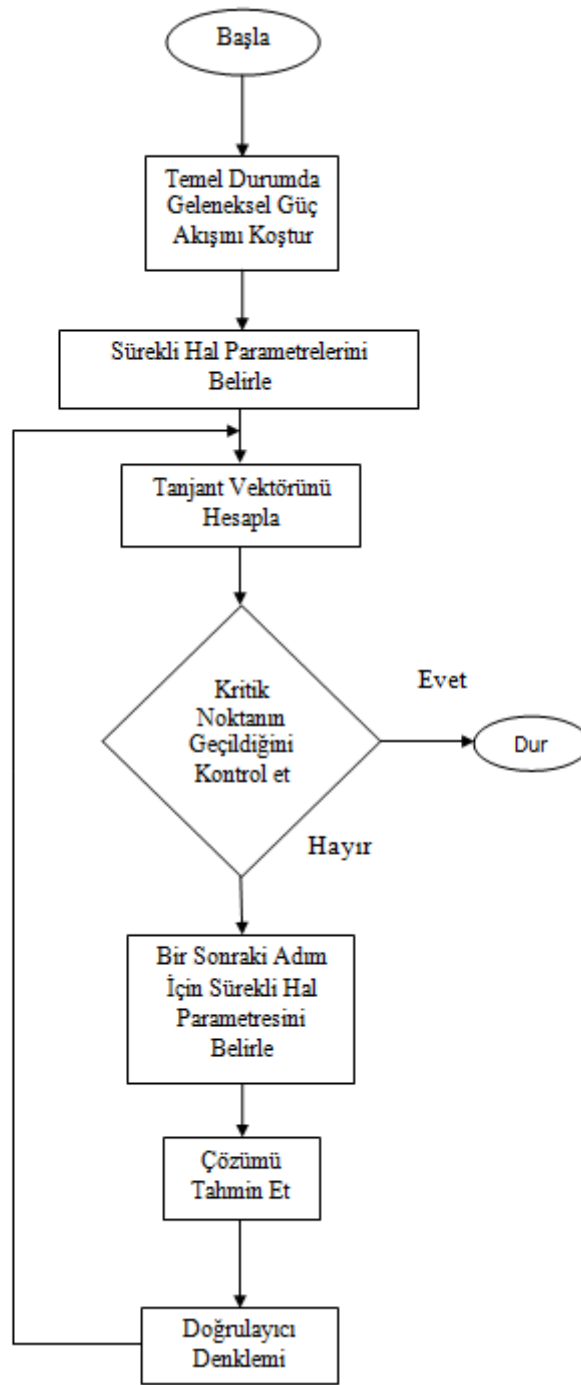 Başla
Temel Durumda
Geleneksel Güç
Akışını Koştur
Sürekli Hal Parametrelerini
Belirle
Tanjant Vektörünü
Hesapla
Kritik
Noktanın
Geçildiğini
Kontrol et
Evet
Dur
Hayır
Bir Sonraki Adım
İçin Sürekli Hal
Parametresini
Belirle
Çözümü
Tahmin Et
Doğrulayıcı
Denklemi